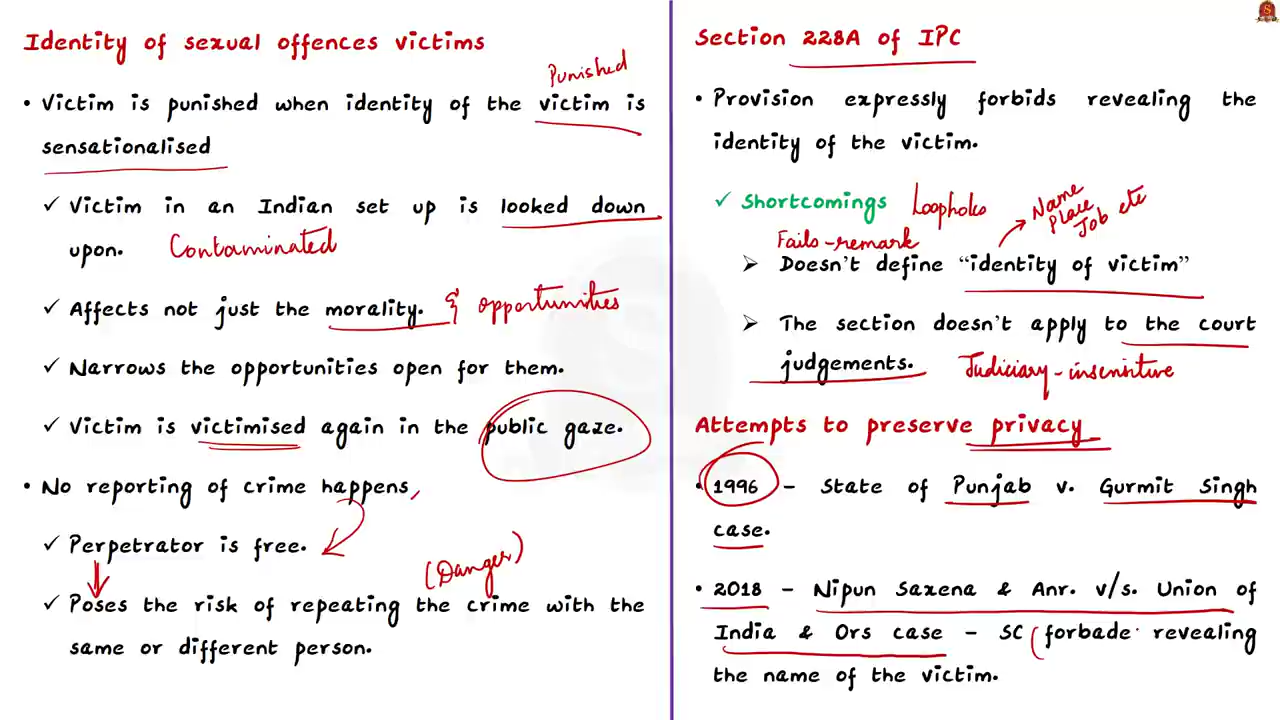 Identity of sexual offences victims
Punished
• Victim is punished when identity of the victim is
sensationalised
✓ Victim in an Indian set up is looked down
upon. Contaminated
✓ Affects not just the morality. & opportunities
✓ Narrows the opportunities open for them.
✓ Victim is victimised again in the public gaze.
• No reporting of crime happens,
✓ Perpetrator is free.
(Danger)
✓ Poses the risk of repeating the crime with the
same or different person.
Section 228A of IPC
• Provision expressly forbids revealing the
identity of the victim.
✓ Shortcomings Loopholes
Name
Place
Job etc
Fails-remark
➢ Doesn't define "identity of victim"
➢ The section doesn't apply to the court
judgements. Judiciary-insensitive
Attempts to preserve privacy
• 1996 - State of Punjab v. Gurmit Singh
case.
• 2018 - Nipun Saxena & Anr. v/s. Union of
India & Ors case - SC (forbade revealing
the name of the victim.